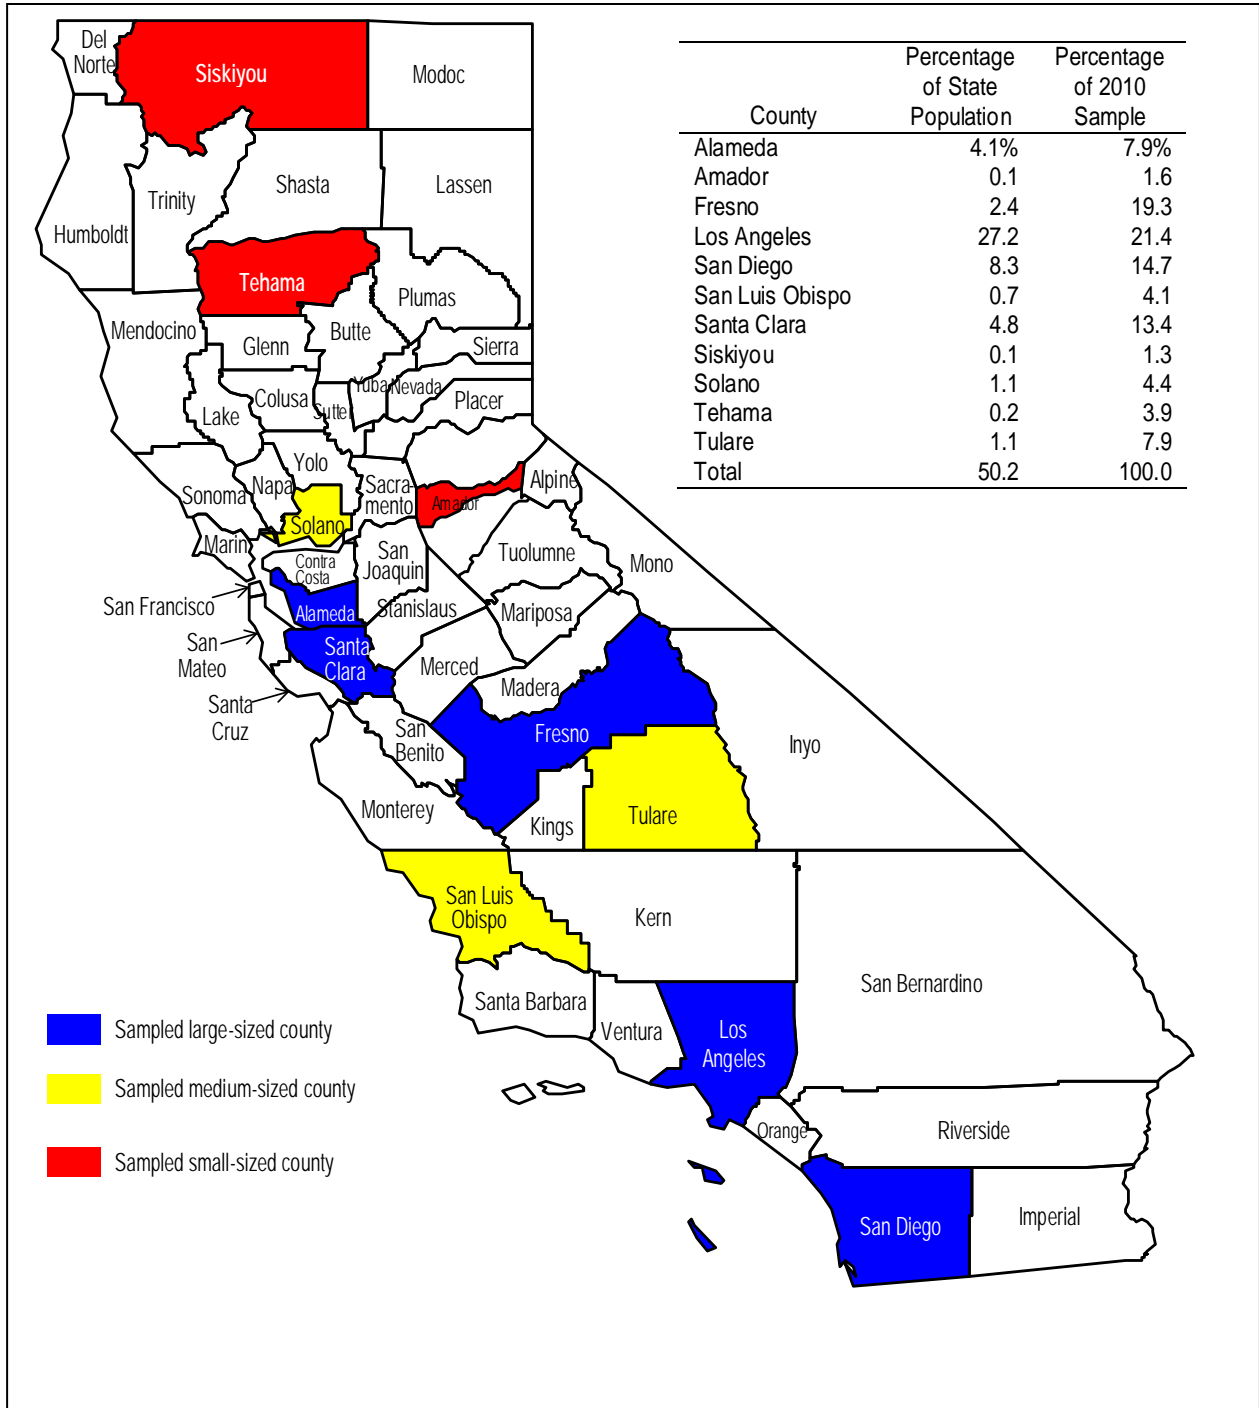 Percentage Percentage
of State of 2010
County Population Sample
Alameda 4.1% 7.9%
Amador 0.1 1.6
Fresno 2.4 19.3
Los Angeles 27.2 21.4
San Diego 8.3 14.7
San Luis Obispo 0.7 4.1
Santa Clara 4.8 13.4
Siskiyou 0.1 1.3
Solano 1.1 4.4
Tehama 0.2 3.9
Tulare 1.1 7.9
Total 50.2 100.0
Del
Norte
Siskiyou
Modoc
Trinity
Shasta
Lassen
Humboldt
Tehama
Plumas
Mendocino
Glenn
Butte
Sierra
Lake
Colusa
Sutte
Yuba
Nevada
Placer
Yolo
Sonoma
Napa
Sacra-
mento
Amador
Alpine
Solano
Marin
Contra
Costa
San
Joaquin
Tuolumne
Mono
San Francisco
Alameda
Stanislaus
Mariposa
San
Mateo
Santa
Clara
Merced
Madera
Santa
Cruz
San
Benito
Fresno
Inyo
Monterey
Kings
Tulare
San Luis
Obispo
Kern
San Bernardino
Santa Barbara
Ventura
Los
Angeles
Orange
Riverside
San Diego
Imperial
Sampled large-sized county
Sampled medium-sized county
Sampled small-sized county